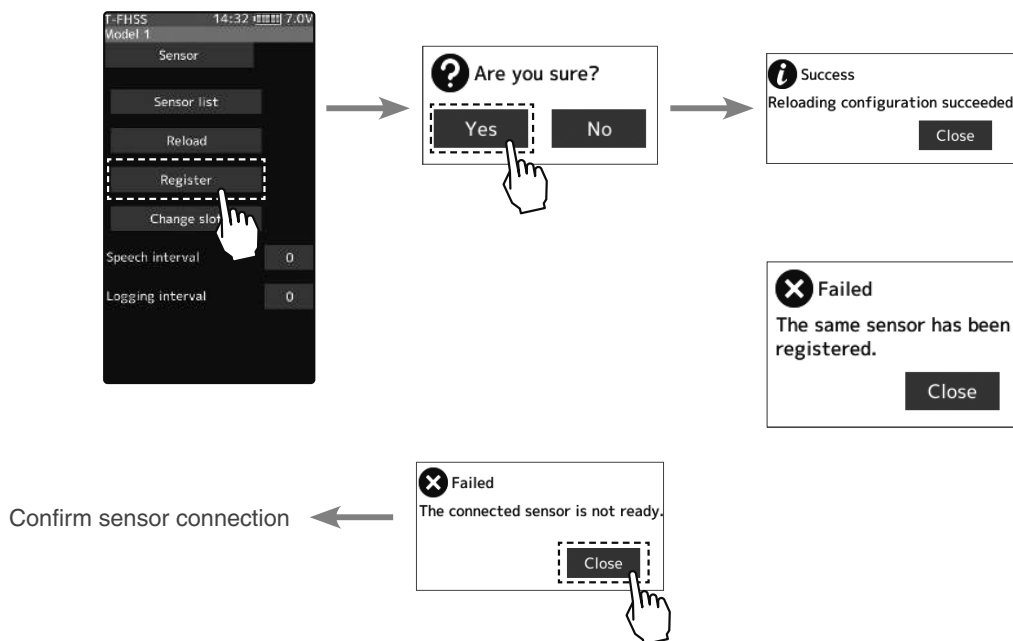 T-FHSS 14:32 7.0V
Model 1
Sensor
Sensor list
Reload
Register
Change slot
Speech interval 0
Logging interval 0
Are you sure?
Yes No
Success
Reloading configuration succeeded
Close
Failed
The same sensor has been
registered.
Close
Failed
The connected sensor is not ready.
Close
Confirm sensor connection